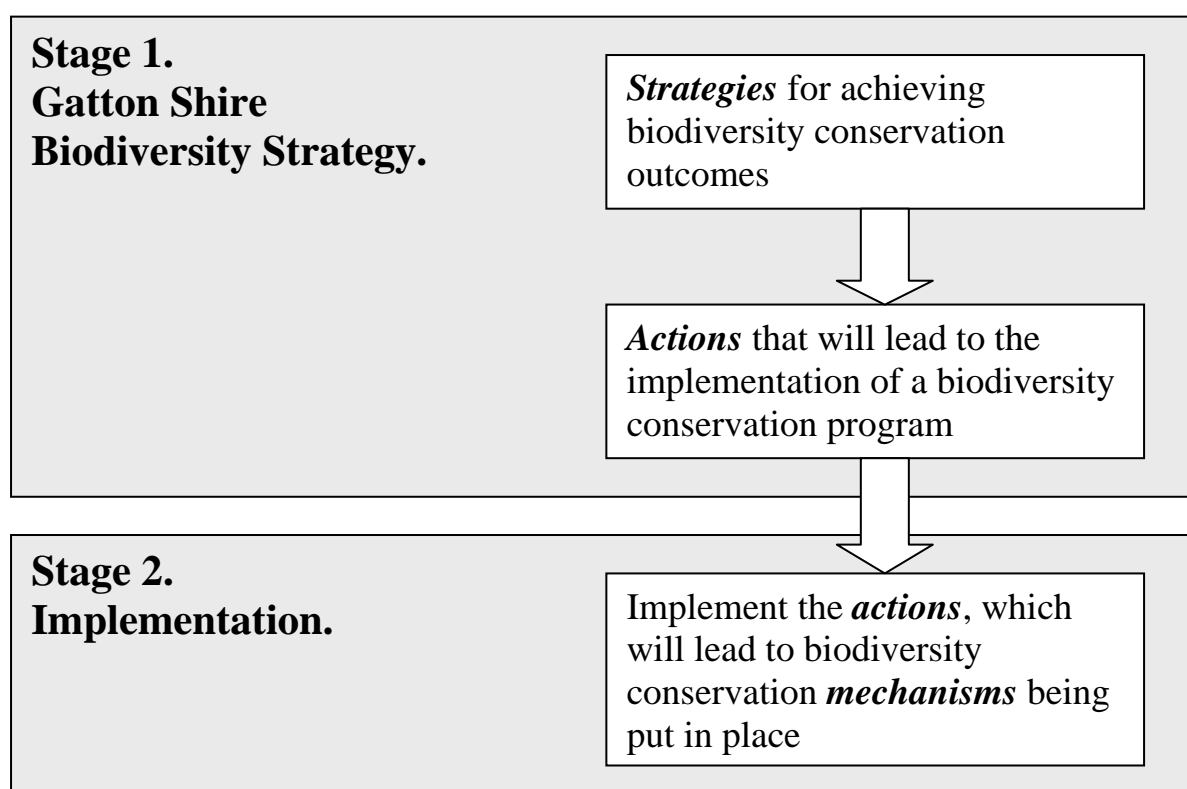 Stage 1.
Gatton Shire
Biodiversity Strategy.
Strategies for achieving
biodiversity conservation
outcomes
Actions that will lead to the
implementation of a biodiversity
conservation program
Stage 2.
Implementation.
Implement the actions, which
will lead to biodiversity
conservation mechanisms being
put in place